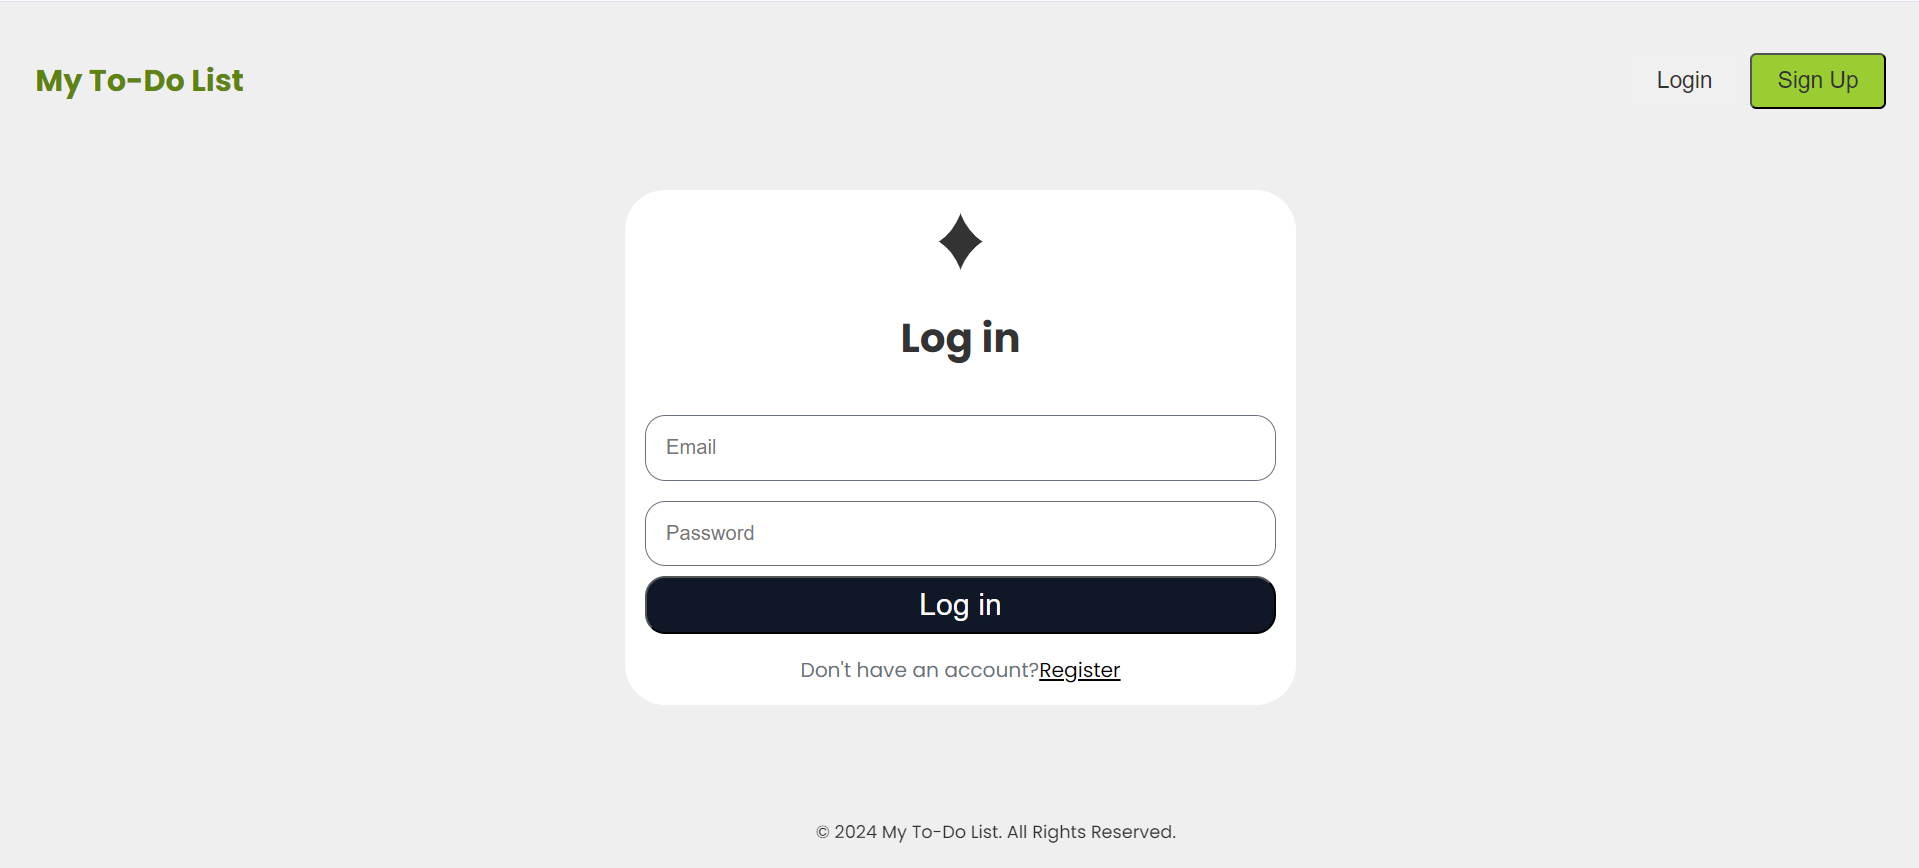 My To-Do List
Login
Sign Up
Log in
Email
Password
Log in
Don't have an account?Register
© 2024 My To-Do List. All Rights Reserved.